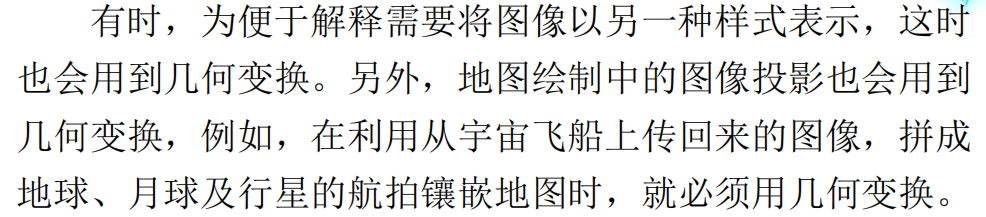 有时，为便于解释需要将图像以另一种样式表示，这时
也会用到几何变换。另外，地图绘制中的图像投影也会用到
几何变换，例如，在利用从宇宙飞船上传回来的图像，拼成
地球、月球及行星的航拍镶嵌地图时，就必须用几何变换。